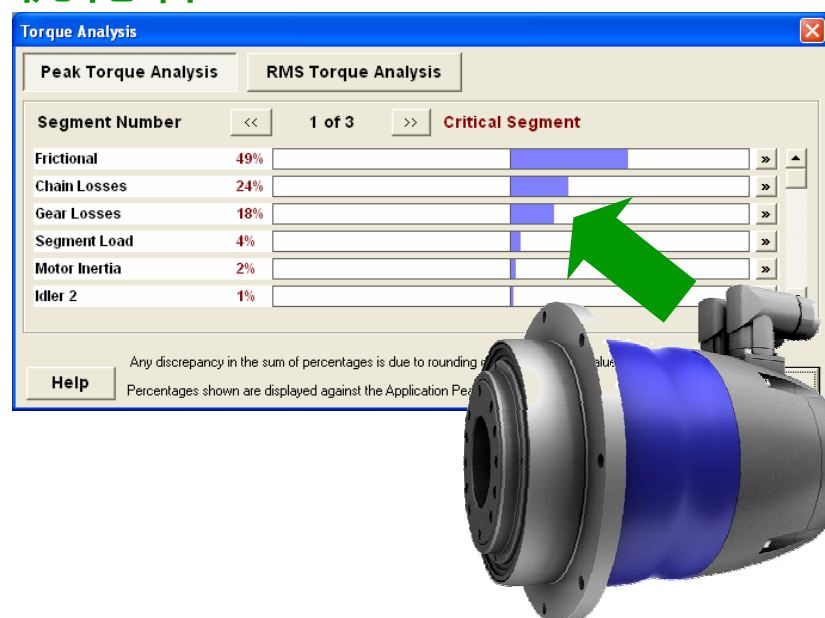 Torque Analysis
Peak Torque Analysis RMS Torque Analysis
Segment Number << 1 of 3 >> Critical Segment
Frictional 49% »
Chain Losses 24% »
Gear Losses 18% »
Segment Load 4% »
Motor Inertia 2% »
Idler 2 1%
Any discrepancy in the sum of percentages is due to rounding
Help
Percentages shown are displayed against the Application